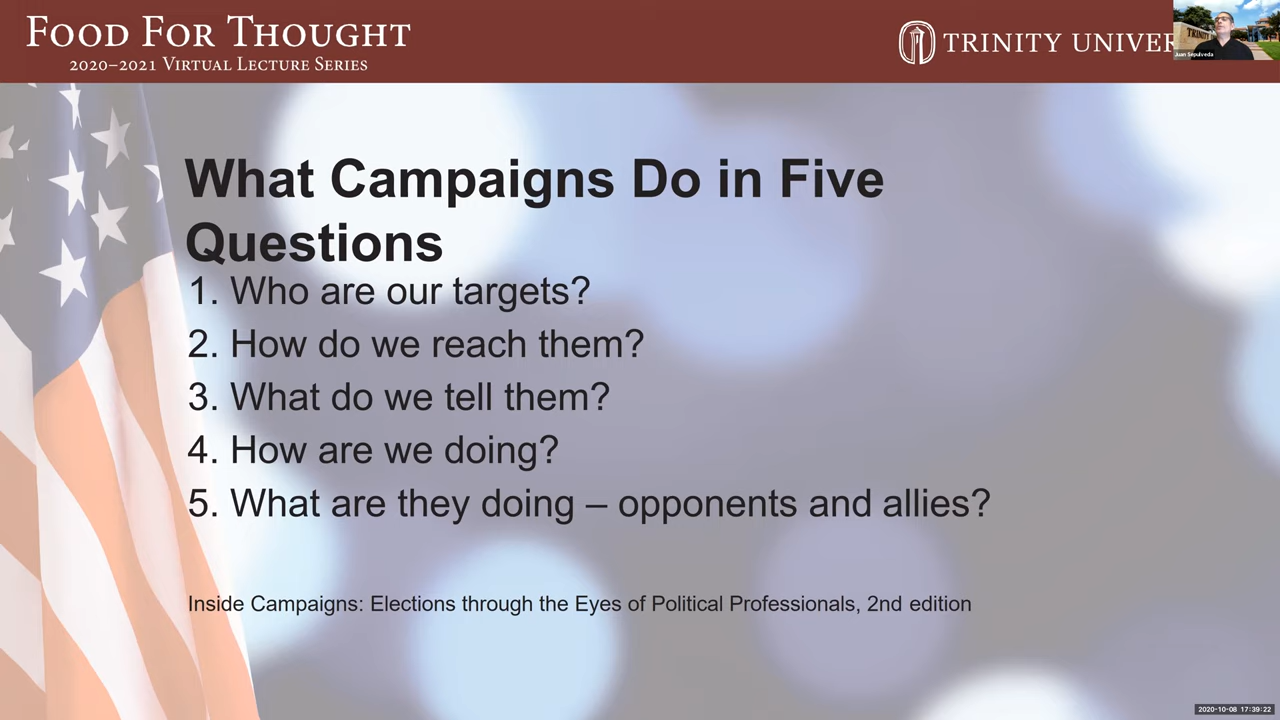 FOOD FOR THOUGHT
2020–2021 VIRTUAL LECTURE SERIES
TRINITY UNIVER
TRINITY
Juan Sepulveda
What Campaigns Do in Five
Questions
1. Who are our targets?
2. How do we reach them?
3. What do we tell them?
4. How are we doing?
5. What are they doing – opponents and allies?
Inside Campaigns: Elections through the Eyes of Political Professionals, 2nd edition
2020-10-08 17:39:22